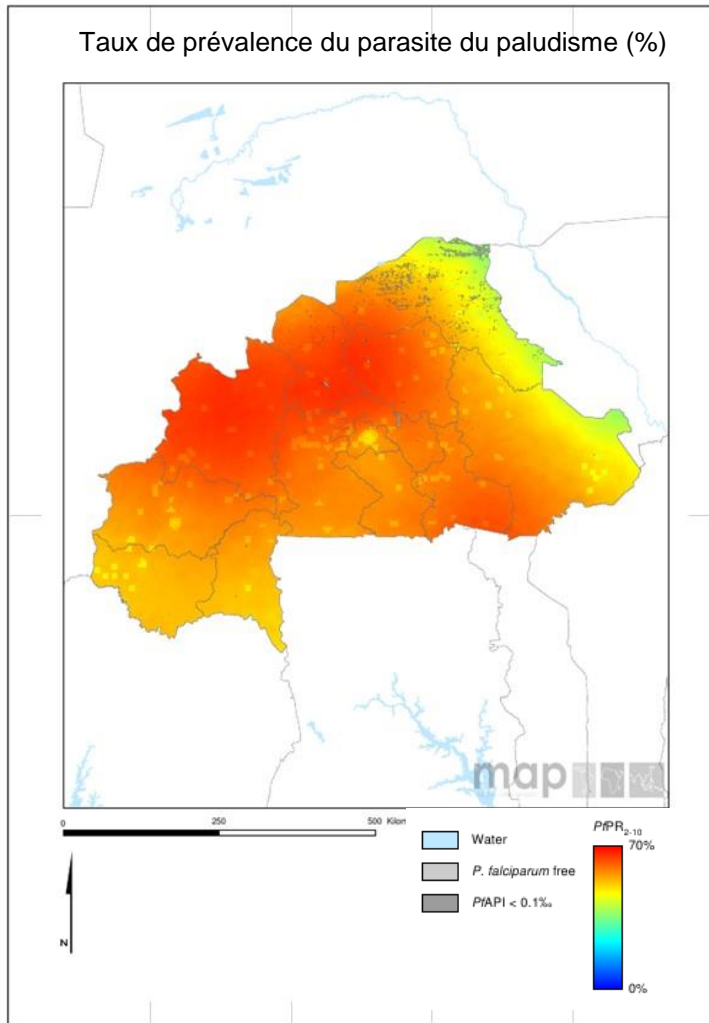 Taux de prévalence du parasite du paludisme (%)
map
0 250 500 Kilom
Water
P. falciparum free
PfAPI < 0.1‰
PfPR2-10
70%
0%
N